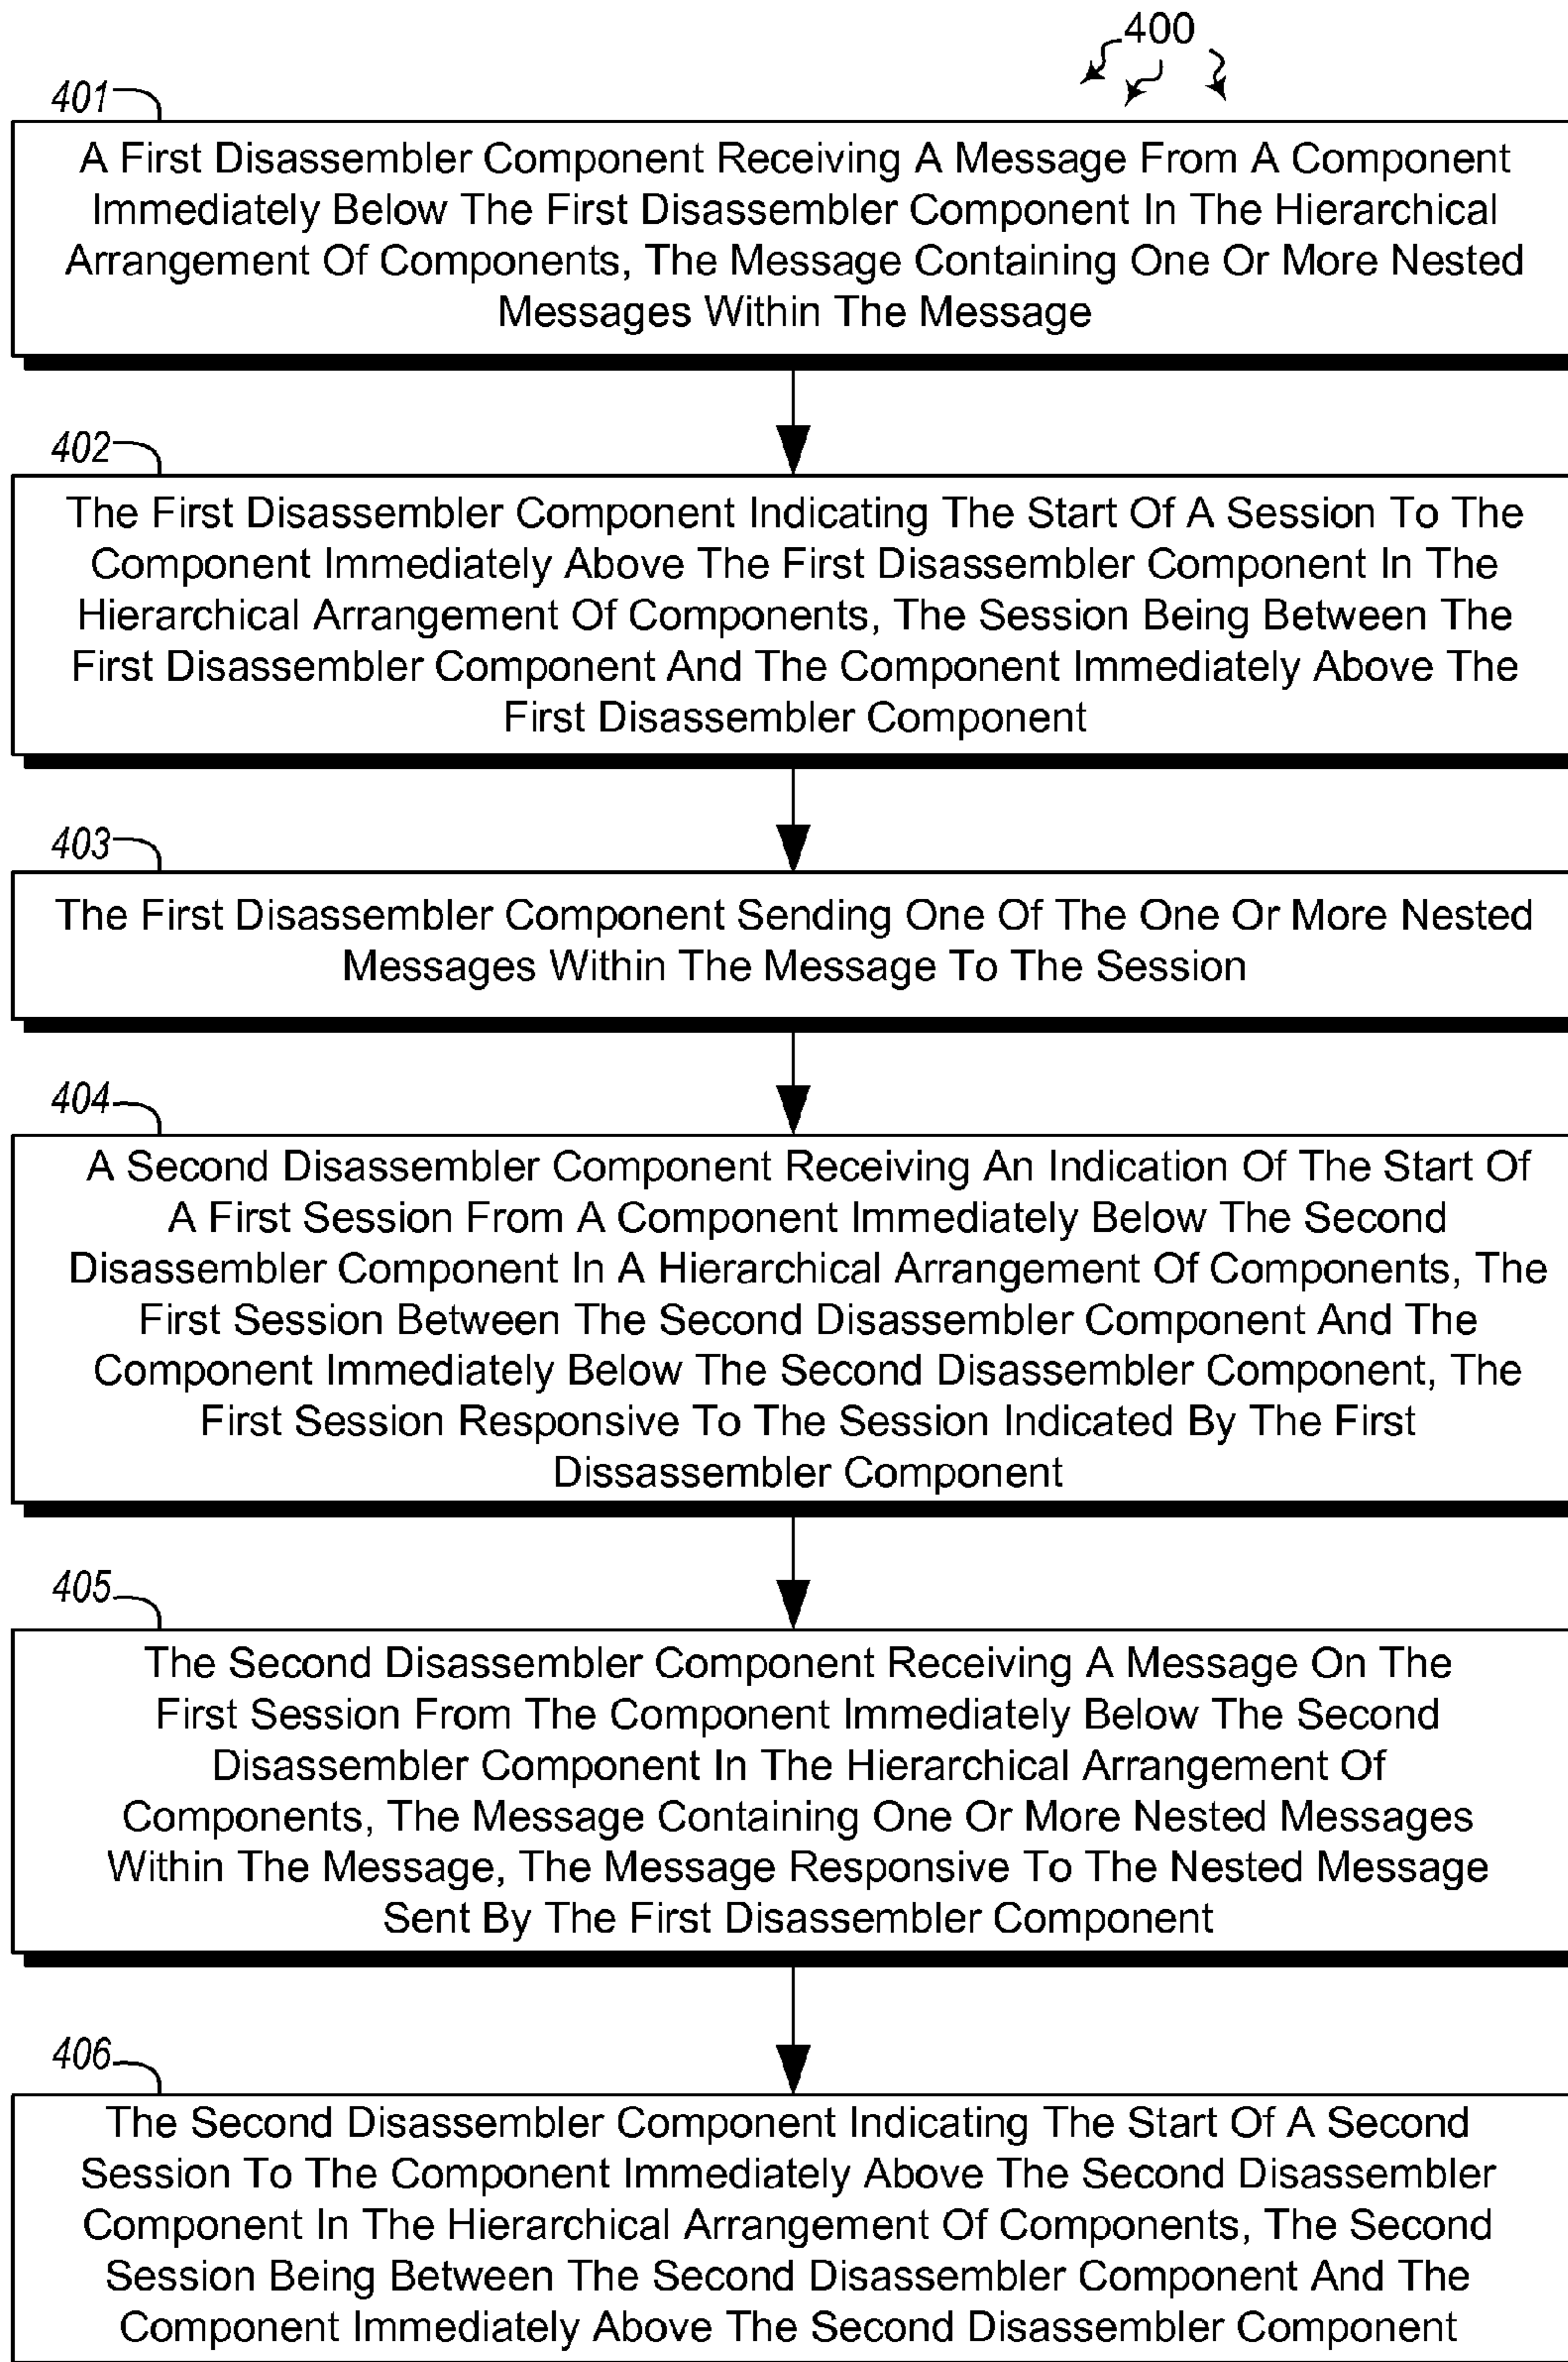 400
401
A First Disassembler Component Receiving A Message From A Component
Immediately Below The First Disassembler Component In The Hierarchical
Arrangement Of Components, The Message Containing One Or More Nested
Messages Within The Message
402
The First Disassembler Component Indicating The Start Of A Session To The
Component Immediately Above The First Disassembler Component In The
Hierarchical Arrangement Of Components, The Session Being Between The
First Disassembler Component And The Component Immediately Above The
First Disassembler Component
403
The First Disassembler Component Sending One Of The One Or More Nested
Messages Within The Message To The Session
404
A Second Disassembler Component Receiving An Indication Of The Start Of
A First Session From A Component Immediately Below The Second
Disassembler Component In A Hierarchical Arrangement Of Components, The
First Session Between The Second Disassembler Component And The
Component Immediately Below The Second Disassembler Component, The
First Session Responsive To The Session Indicated By The First
Dissassembler Component
405
The Second Disassembler Component Receiving A Message On The
First Session From The Component Immediately Below The Second
Disassembler Component In The Hierarchical Arrangement Of
Components, The Message Containing One Or More Nested Messages
Within The Message, The Message Responsive To The Nested Message
Sent By The First Disassembler Component
406
The Second Disassembler Component Indicating The Start Of A Second
Session To The Component Immediately Above The Second Disassembler
Component In The Hierarchical Arrangement Of Components, The Second
Session Being Between The Second Disassembler Component And The
Component Immediately Above The Second Disassembler Component